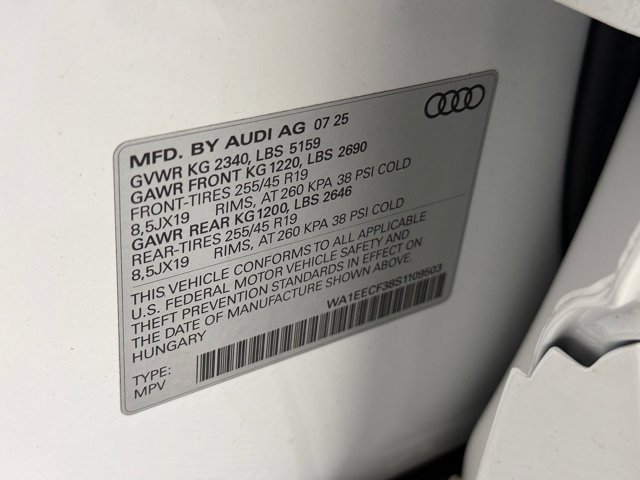 MFD. BY AUDI AG 07 25
GVWR KG 2340, LBS 5159
GAWR FRONT KG 1220, LBS 2690
FRONT-TIRES 255/45 R19
8,5JX19 RIMS, AT 260 KPA 38 PSI COLD
GAWR REAR KG 1200, LBS 2646
REAR-TIRES 255/45 R19
8,5JX19 RIMS, AT 260 KPA 38 PSI COLD
THIS VEHICLE CONFORMS TO ALL APPLICABLE
U.S. FEDERAL MOTOR VEHICLE SAFETY AND
THEFT PREVENTION STANDARDS IN EFFECT ON
THE DATE OF MANUFACTURE SHOWN ABOVE.
HUNGARY WA1EECF38S1109503
TYPE:
MPV